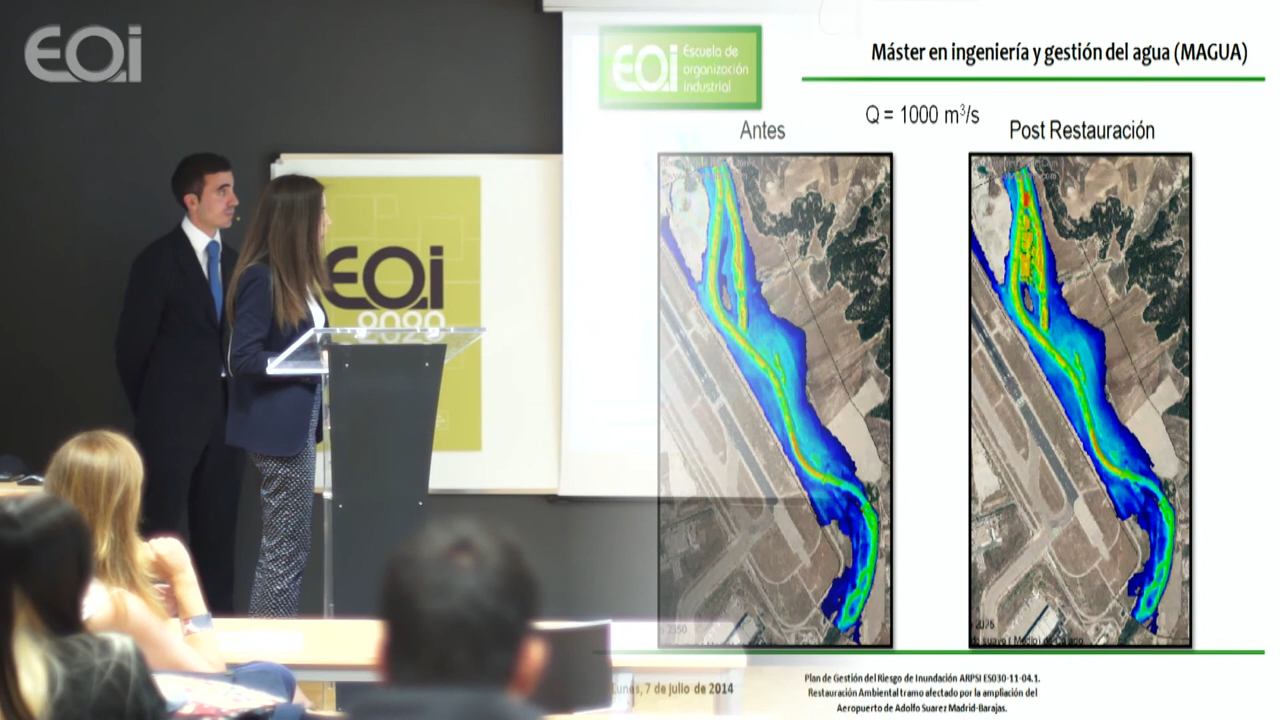 EOi
EOi
Escuela de
organización
industrial
Máster en ingeniería y gestión del agua (MAGUA)
Q = 1000 m³/s
Antes
Post Restauración
EOi
2020
Lunes, 7 de julio de 2014
Plan de Gestión del Riesgo de Inundación ARPSI ES030-11-04.1.
Restauración Ambiental tramo afectado por la ampliación del
Aeropuerto de Adolfo Suarez Madrid-Barajas.